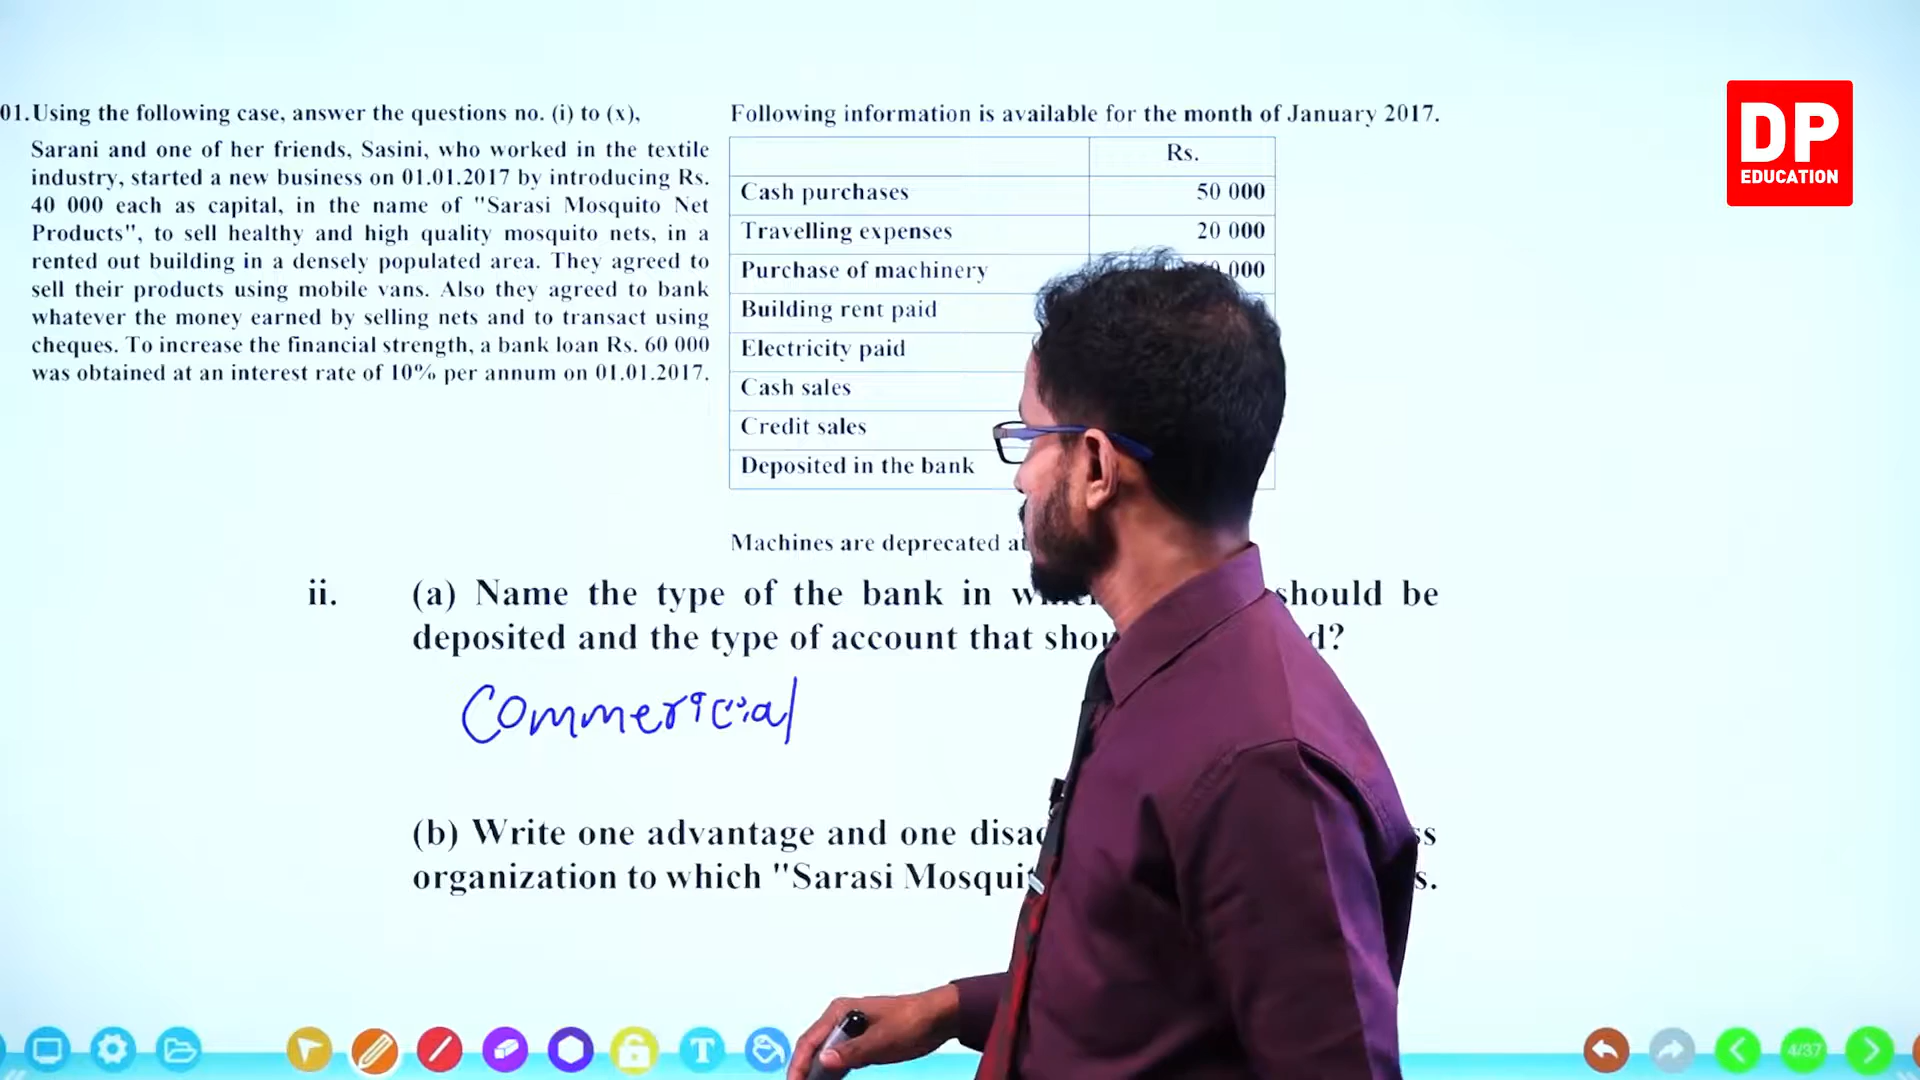 01.Using the following case, answer the questions no. (i) to (x),
Sarani and one of her friends, Sasini, who worked in the textile
industry, started a new business on 01.01.2017 by introducing Rs.
40 000 each as capital, in the name of "Sarasi Mosquito Net
Products", to sell healthy and high quality mosquito nets, in a
rented out building in a densely populated area. They agreed to
sell their products using mobile vans. Also they agreed to bank
whatever the money earned by selling nets and to transact using
cheques. To increase the financial strength, a bank loan Rs. 60 000
was obtained at an interest rate of 10% per annum on 01.01.2017.
Following information is available for the month of January 2017.
Rs.
Cash purchases 50 000
Travelling expenses 20 000
Purchase of machinery 000
Building rent paid
Electricity paid
Cash sales
Credit sales
Deposited in the bank
Machines are deprecated at
ii. (a) Name the type of the bank in should be
deposited and the type of account that
Commericial
(b) Write one advantage and one
organization to which "Sarasi
DP
EDUCATION
T
4/37